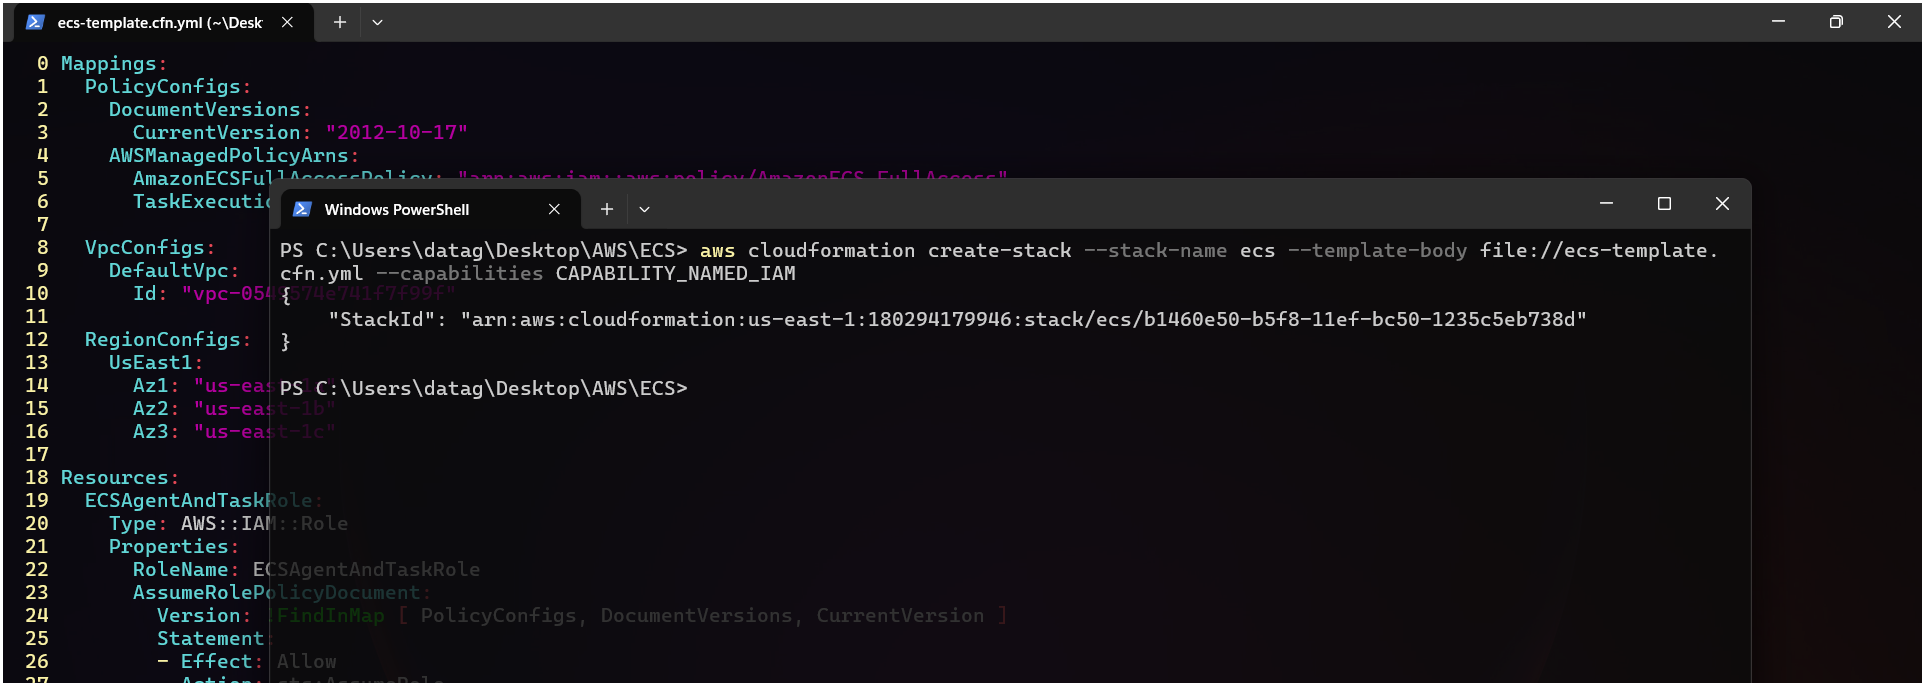 ecs-template.cfn.yml (~\Desk
0 Mappings:
1 PolicyConfigs:
2 DocumentVersions:
3 CurrentVersion: "2012-10-17"
4 AWSManagedPolicyArns:
5 AmazonECSFullAccessPolicy: "arn:aws:iam::aws:policy/AmazonECS_FullAccess"
6 TaskExecutio
7
8 VpcConfigs:
9 DefaultVpc:
10 Id:
11
12 RegionConfigs:
13 UsEast1:
14 Az1: "us-eas
15 Az2: "us-east-1b"
16 Az3: "us-east-1c"
17
18 Resources:
19 ECSAgentAndTaskRole:
20 Type: AWS::IAM::Role
21 Properties:
22 RoleName: ECSAgentAndTaskRole
23 AssumeRolePolicyDocument:
24 Version: !FindInMap [ PolicyConfigs, DocumentVersions, CurrentVersion ]
25 Statement:
26 - Effect: Allow
27 Action: sts:AssumeRole
Windows PowerShell
PS C:\Users\datag\Desktop\AWS\ECS> aws cloudformation create-stack --stack-name ecs --template-body file://ecs-template.
cfn.yml --capabilities CAPABILITY_NAMED_IAM
{
"StackId": "arn:aws:cloudformation:us-east-1:180294179946:stack/ecs/b1460e50-b5f8-11ef-bc50-1235c5eb738d"
}
PS C:\Users\datag\Desktop\AWS\ECS>